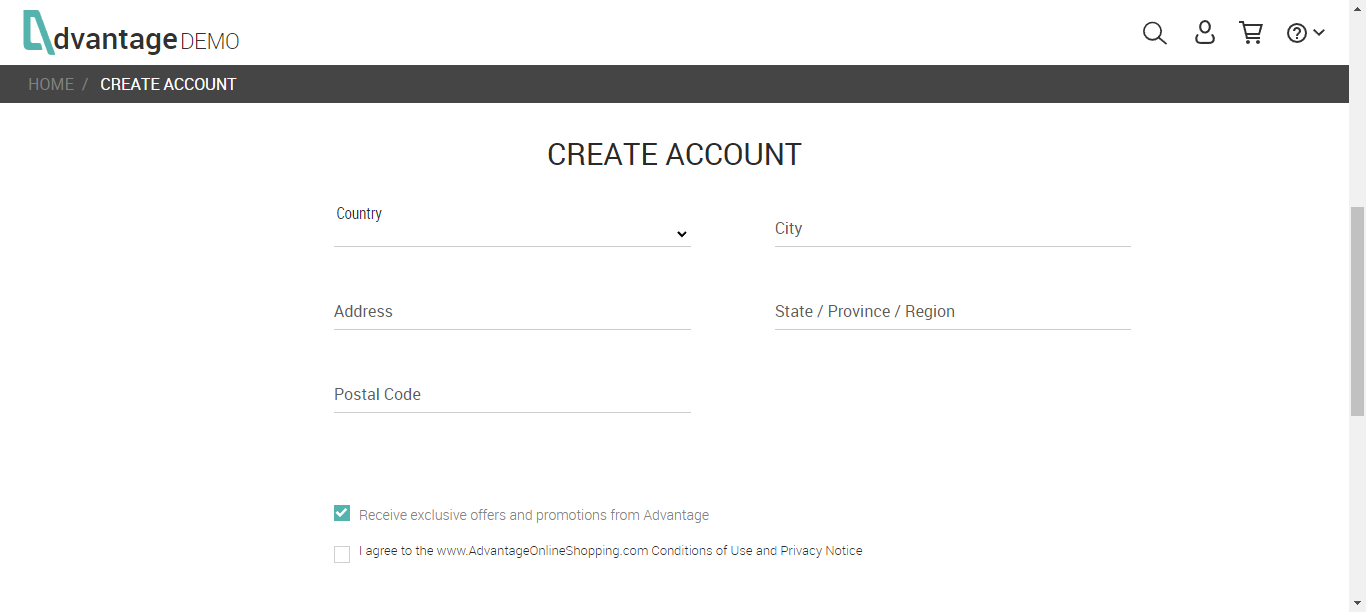 dvantage DEMO
HOME / CREATE ACCOUNT
CREATE ACCOUNT
Country
City
Address
State / Province / Region
Postal Code
Receive exclusive offers and promotions from Advantage
I agree to the www.AdvantageOnlineShopping.com Conditions of Use and Privacy Notice